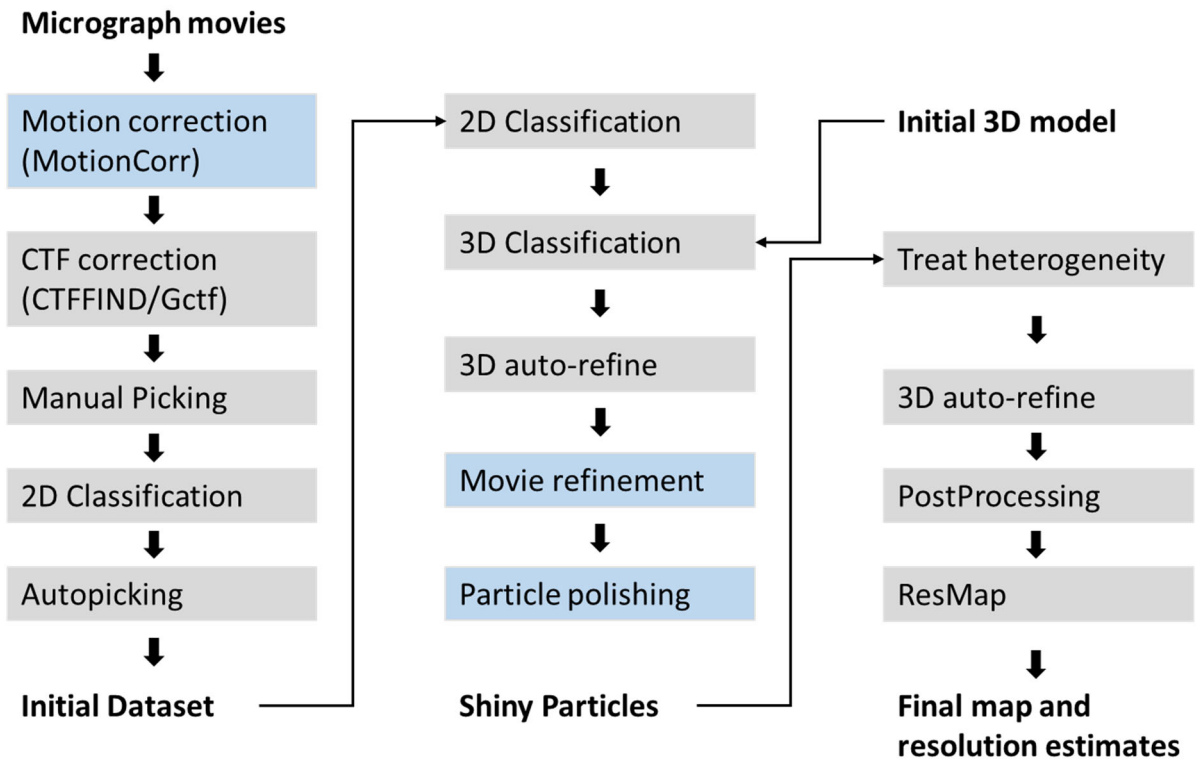 Micrograph movies
Motion correction
(MotionCorr)
CTF correction
(CTFFIND/Gctf)
Manual Picking
2D Classification
Autopicking
Initial Dataset
2D Classification
3D Classification
3D auto-refine
Movie refinement
Particle polishing
Shiny Particles
Initial 3D model
Treat heterogeneity
3D auto-refine
PostProcessing
ResMap
Final map and
resolution estimates